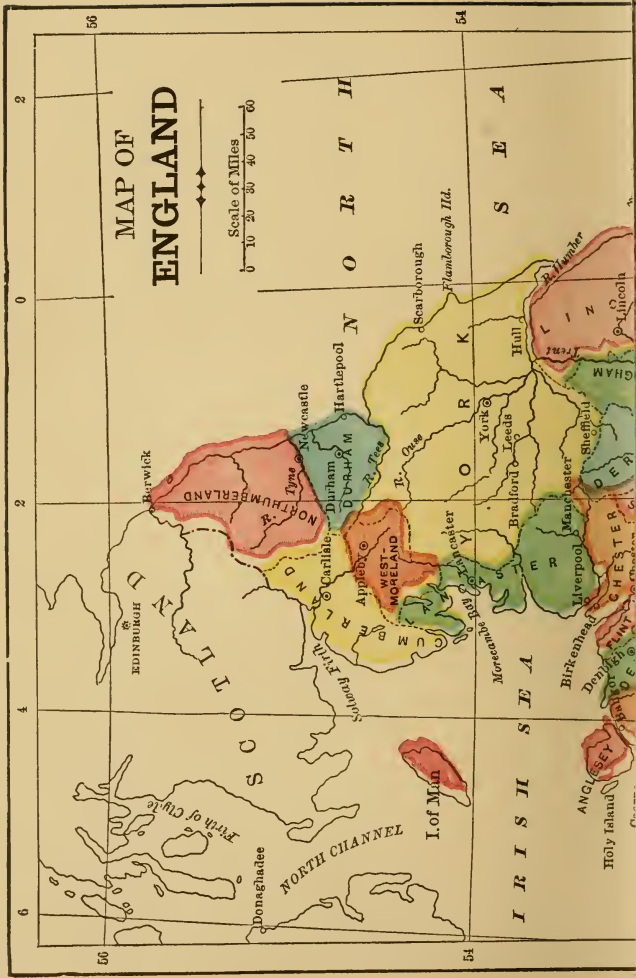 MAP OF
ENGLAND
Scale of Miles
0 10 20 30 40 50 60
56
54
2
0
2
4
6
56
54
NORTH
SEA
SCOTLAND
EDINBURGH
Berwick
NORTHUMBERLAND
R. Tyne
Newcastle
Durham
DURHAM
Hartlepool
R. Tees
Carlisle
CUMBERLAND
Solway Firth
Appleby
WEST-
MORELAND
Firth of Clyde
Donaghadee
NORTH CHANNEL
I. of Man
IRISH SEA
Morecambe Bay
Lancaster
LANCASTER
Scarborough
Flamborough Hd.
YORK
R. Ouse
York
Leeds
Bradford
Hull
R. Humber
Manchester
Liverpool
Birkenhead
Sheffield
Trent
LIN
Lincoln
GHAM
DER
CHESTER
FLINT
Denbigh
DE
Bangor
ANGLESEY
Holy Island